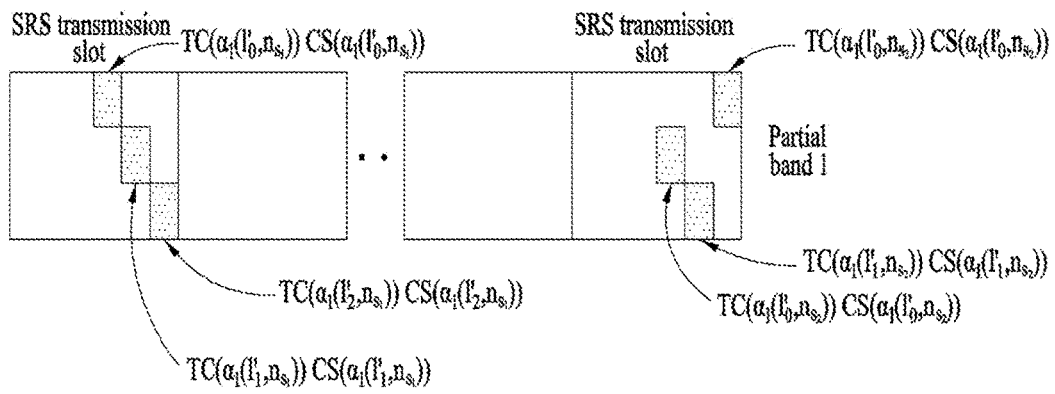 SRS transmission
slot
TC(α₁(l'₀,nₛ₁)) CS(α₁(l'₀,nₛ₁))
SRS transmission
slot
TC(α₁(l'₀,nₛ₂)) CS(α₁(l'₀,nₛ₂))
Partial
band 1
TC(α₁(l'₁,nₛ₂)) CS(α₁(l'₁,nₛ₂))
TC(α₁(l'₂,nₛ₁)) CS(α₁(l'₂,nₛ₁))
TC(α₁(l'₀,nₛ₂)) CS(α₁(l'₀,nₛ₂))
TC(α₁(l'₁,nₛ₁)) CS(α₁(l'₁,nₛ₁))